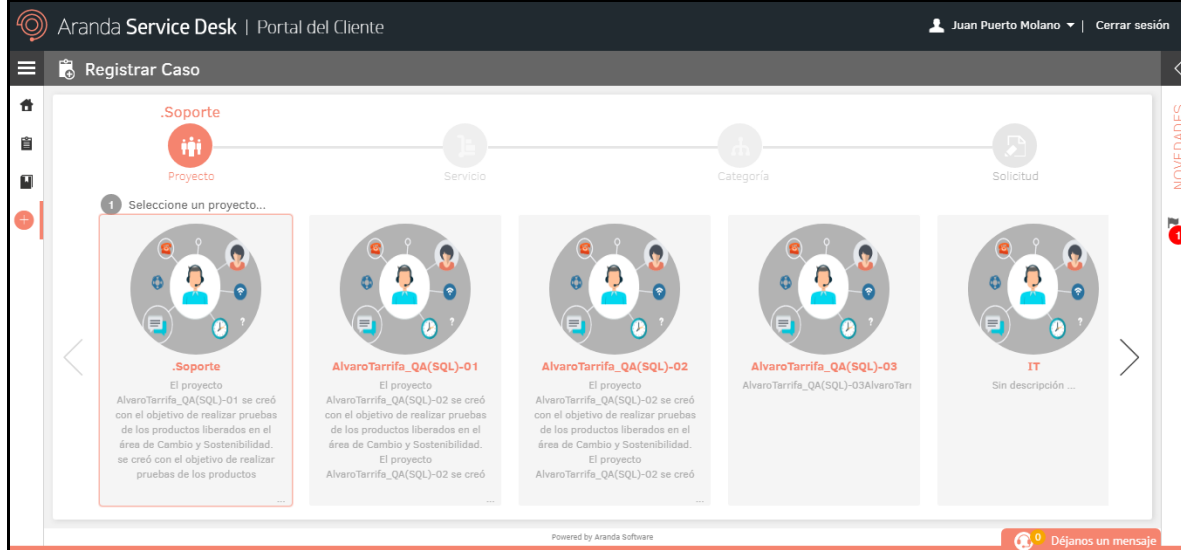 Aranda Service Desk | Portal del Cliente
Juan Puerto Molano | Cerrar sesión
Registrar Caso
NOVEDADES
1
.Soporte
Proyecto
Servicio
Categoría
Solicitud
1 Seleccione un proyecto...
.Soporte
El proyecto
AlvaroTarrifa_QA(SQL)-01 se creó
con el objetivo de realizar pruebas
de los productos liberados en el
área de Cambio y Sostenibilidad.
se creó con el objetivo de realizar
pruebas de los productos
...
AlvaroTarrifa_QA(SQL)-01
El proyecto
AlvaroTarrifa_QA(SQL)-02 se creó
con el objetivo de realizar pruebas
de los productos liberados en el
área de Cambio y Sostenibilidad.
El proyecto
AlvaroTarrifa_QA(SQL)-02 se creó
...
AlvaroTarrifa_QA(SQL)-02
El proyecto
AlvaroTarrifa_QA(SQL)-02 se creó
con el objetivo de realizar pruebas
de los productos liberados en el
área de Cambio y Sostenibilidad.
El proyecto
AlvaroTarrifa_QA(SQL)-02 se creó
...
AlvaroTarrifa_QA(SQL)-03
AlvaroTarrifa_QA(SQL)-03AlvaroTarr
IT
Sin descripción ...
Powered by Aranda Software
0 Déjanos un mensaje